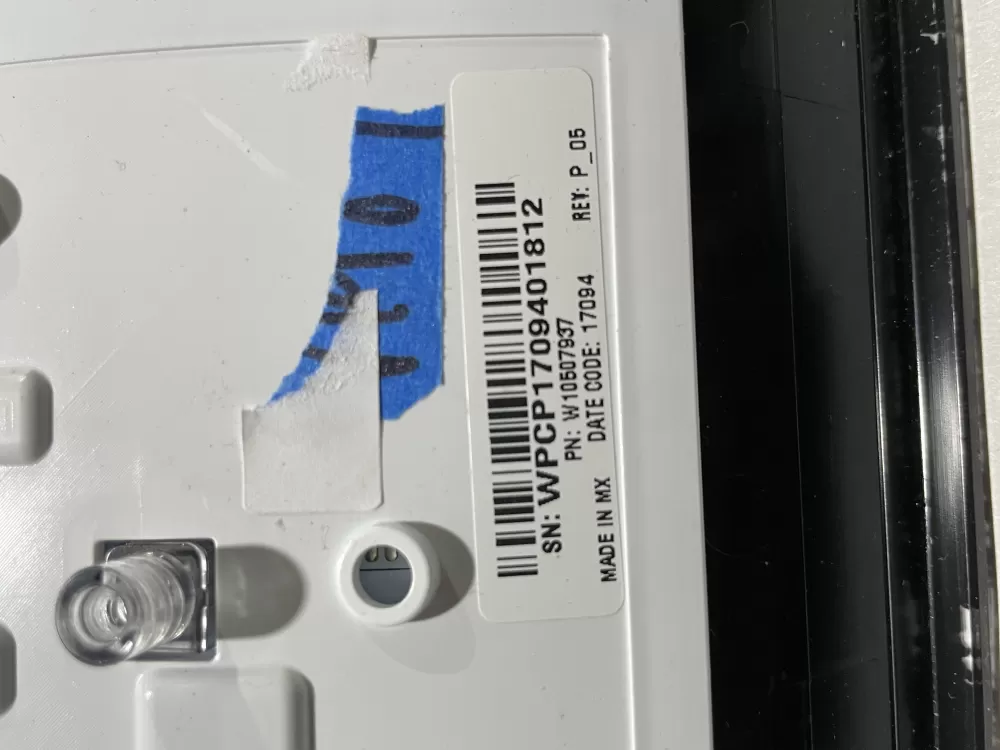 SN: WPCP1709401812
PN: W10507937
DATE CODE: 17094 REV: P_05
MADE IN MX